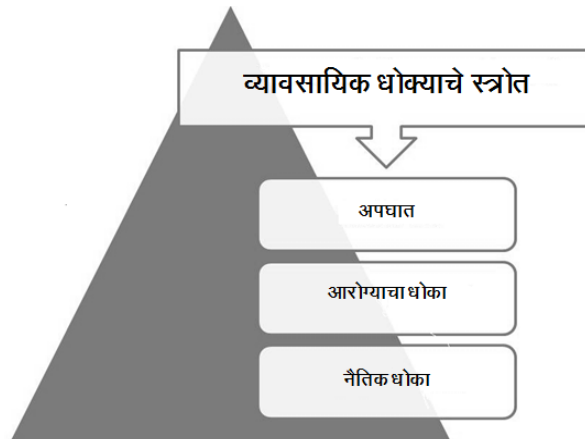 व्यावसायिक धोक्याचे स्त्रोत
अपघात
आरोग्याचा धोका
नैतिक धोका